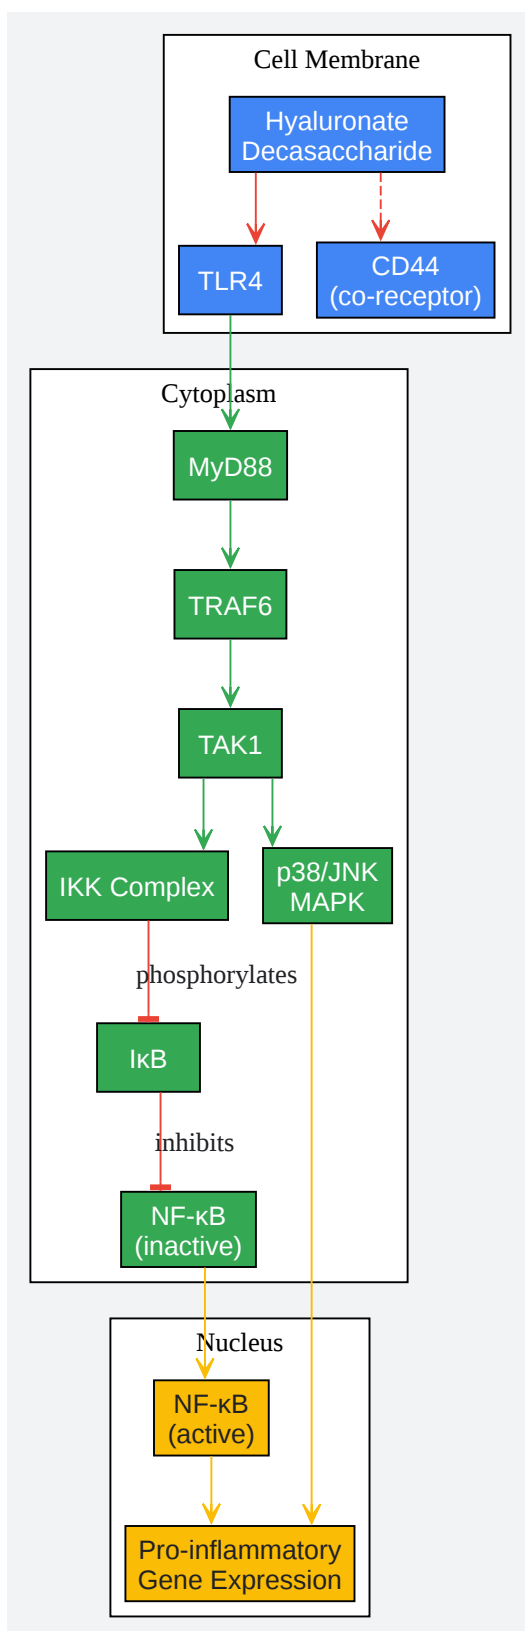 Cell Membrane
Hyaluronate
Decasaccharide
TLR4
CD44
(co-receptor)
Cytoplasm
MyD88
TRAF6
TAK1
IKK Complex
p38/JNK
MAPK
phosphorylates
IκB
inhibits
NF-κB
(inactive)
Nucleus
NF-κB
(active)
Pro-inflammatory
Gene Expression